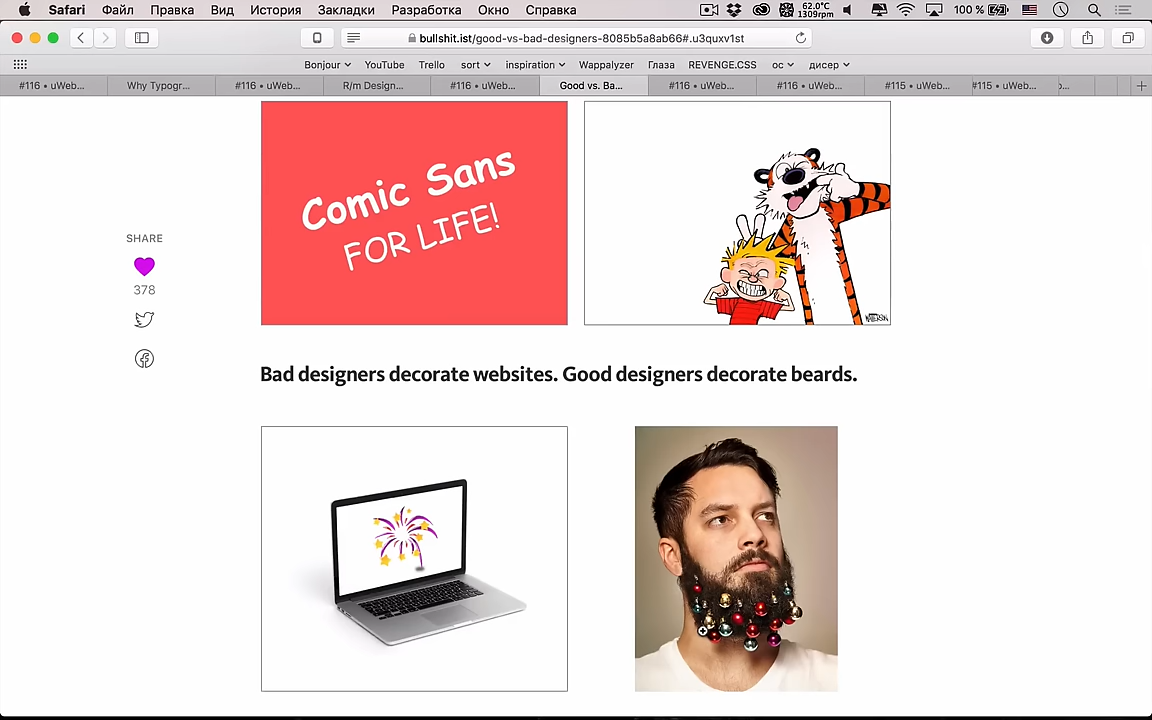 Safari Файл Правка Вид История Закладки Разработка Окно Справка 62.0°C 1309rpm 100 %
bullshit.ist/good-vs-bad-designers-8085b5a8ab66#.u3quxv1st
Bonjour YouTube Trello sort inspiration Wappalyzer Глаза REVENGE.CSS ос дисер
#116 • uWeb... Why Typogr... #116 • uWeb... R/m Design... #116 • uWeb... Good vs. Ba... #116 • uWeb... #116 • uWeb... #115 • uWeb... #115 • uWeb...
Comic Sans
FOR LIFE!
SHARE
378
Bad designers decorate websites. Good designers decorate beards.